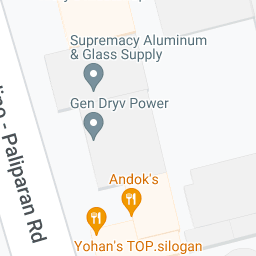 Supremacy Aluminum
& Glass Supply
Gen Dryv Power
Andok's
Yohan's TOP.silogan
- Paliparan Rd